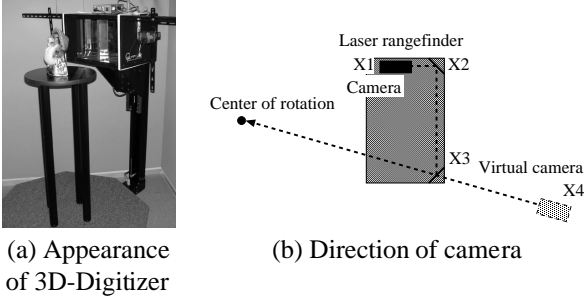 Laser rangefinder
X1
X2
Camera
Center of rotation
X3
Virtual camera
X4
(a) Appearance
of 3D-Digitizer
(b) Direction of camera